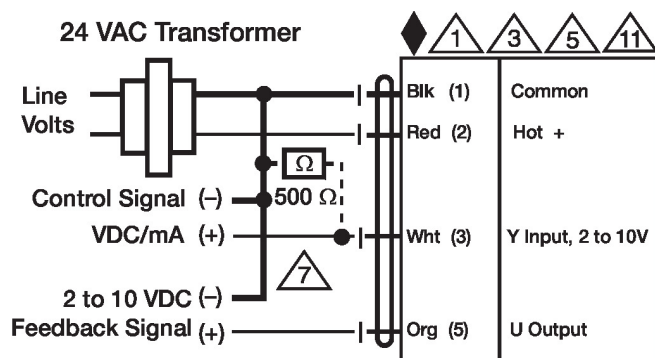 24 VAC Transformer
1 3 5 11
Line Volts
Blk (1) Common
Red (2) Hot +
Ω
500 Ω
Control Signal (–)
VDC/mA (+)
Wht (3) Y Input, 2 to 10V
7
2 to 10 VDC (–)
Feedback Signal (+)
Org (5) U Output